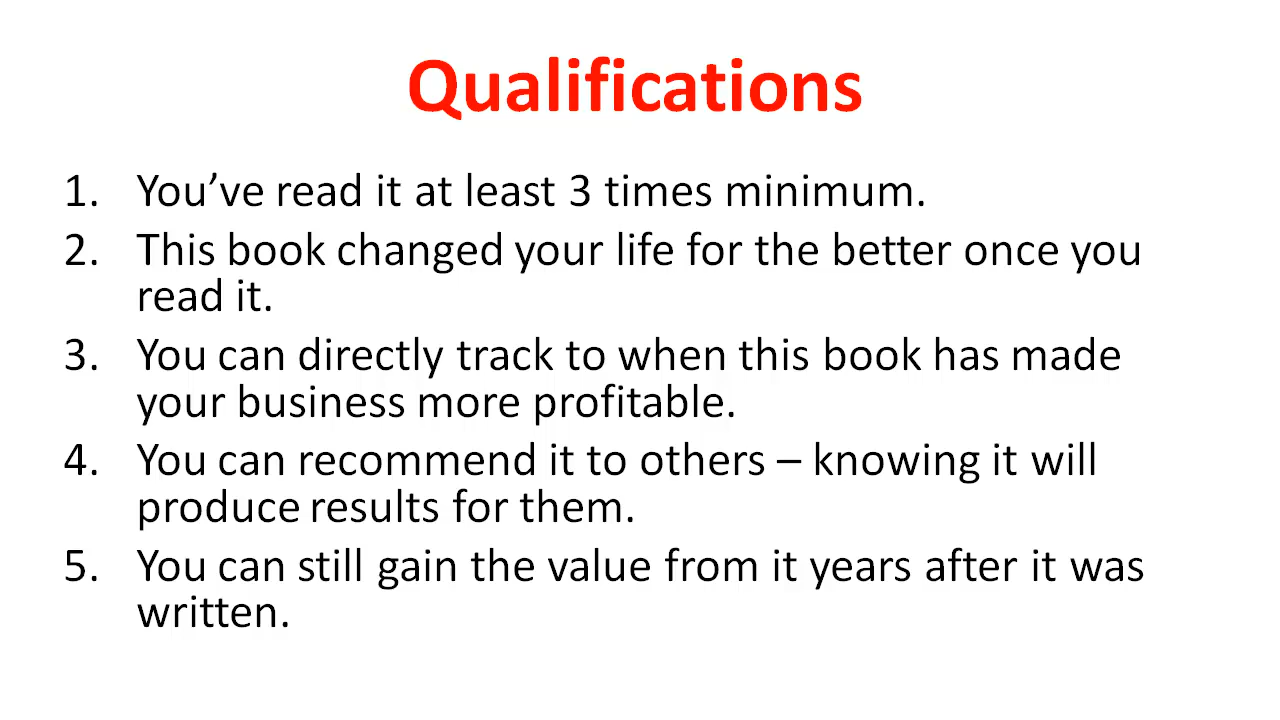 Qualifications
1. You’ve read it at least 3 times minimum.
2. This book changed your life for the better once you
read it.
3. You can directly track to when this book has made
your business more profitable.
4. You can recommend it to others – knowing it will
produce results for them.
5. You can still gain the value from it years after it was
written.